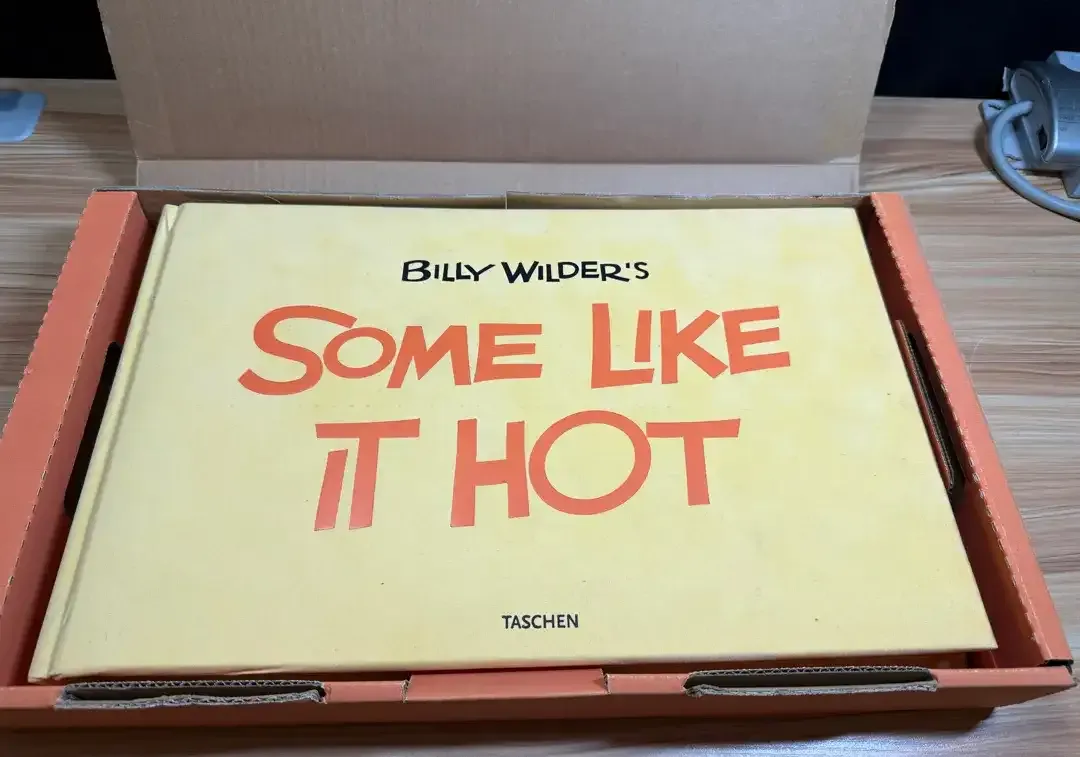 BILLY WILDER'S
SOME LIKE
IT HOT
TASCHEN